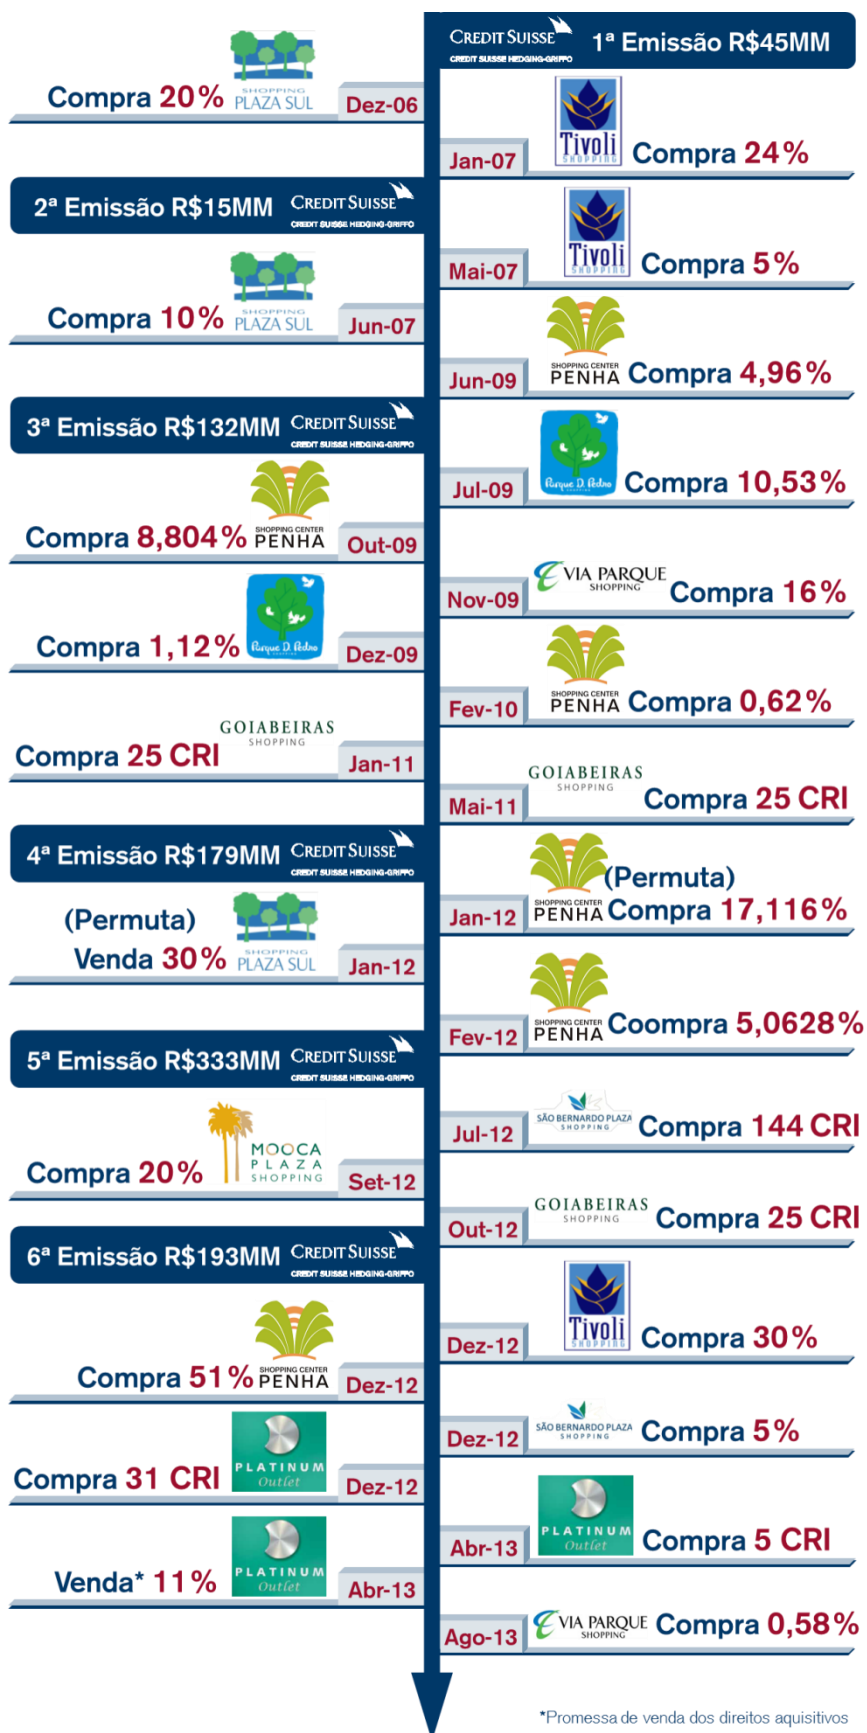 CREDIT SUISSE
CREDIT SUISSE HEDGING-GRIFFO
1ª Emissão R$45MM
Compra 20%
SHOPPING
PLAZA SUL
Dez-06
Jan-07
Tivoli
SHOPPING
Compra 24%
2ª Emissão R$15MM
CREDIT SUISSE
CREDIT SUISSE HEDGING-GRIFFO
Mai-07
Tivoli
SHOPPING
Compra 5%
Compra 10%
SHOPPING
PLAZA SUL
Jun-07
Jun-09
SHOPPING CENTER
PENHA
Compra 4,96%
3ª Emissão R$132MM
CREDIT SUISSE
CREDIT SUISSE HEDGING-GRIFFO
Jul-09
Parque D. Pedro
SHOPPING
Compra 10,53%
Compra 8,804%
SHOPPING CENTER
PENHA
Out-09
Nov-09
VIA PARQUE
SHOPPING
Compra 16%
Compra 1,12%
Parque D. Pedro
SHOPPING
Dez-09
Fev-10
SHOPPING CENTER
PENHA
Compra 0,62%
Compra 25 CRI
GOIABEIRAS
SHOPPING
Jan-11
Mai-11
GOIABEIRAS
SHOPPING
Compra 25 CRI
4ª Emissão R$179MM
CREDIT SUISSE
CREDIT SUISSE HEDGING-GRIFFO
Jan-12
SHOPPING CENTER
PENHA
(Permuta)
Compra 17,116%
(Permuta)
Venda 30%
SHOPPING
PLAZA SUL
Jan-12
Fev-12
SHOPPING CENTER
PENHA
Coompra 5,0628%
5ª Emissão R$333MM
CREDIT SUISSE
CREDIT SUISSE HEDGING-GRIFFO
Jul-12
SÃO BERNARDO PLAZA
SHOPPING
Compra 144 CRI
Compra 20%
MOOCA
PLAZA
SHOPPING
Set-12
Out-12
GOIABEIRAS
SHOPPING
Compra 25 CRI
6ª Emissão R$193MM
CREDIT SUISSE
CREDIT SUISSE HEDGING-GRIFFO
Dez-12
Tivoli
SHOPPING
Compra 30%
Compra 51%
SHOPPING CENTER
PENHA
Dez-12
Dez-12
SÃO BERNARDO PLAZA
SHOPPING
Compra 5%
Compra 31 CRI
PLATINUM
Outlet
Dez-12
Abr-13
PLATINUM
Outlet
Compra 5 CRI
Venda* 11%
PLATINUM
Outlet
Abr-13
Ago-13
VIA PARQUE
SHOPPING
Compra 0,58%
*Promessa de venda dos direitos aquisitivos